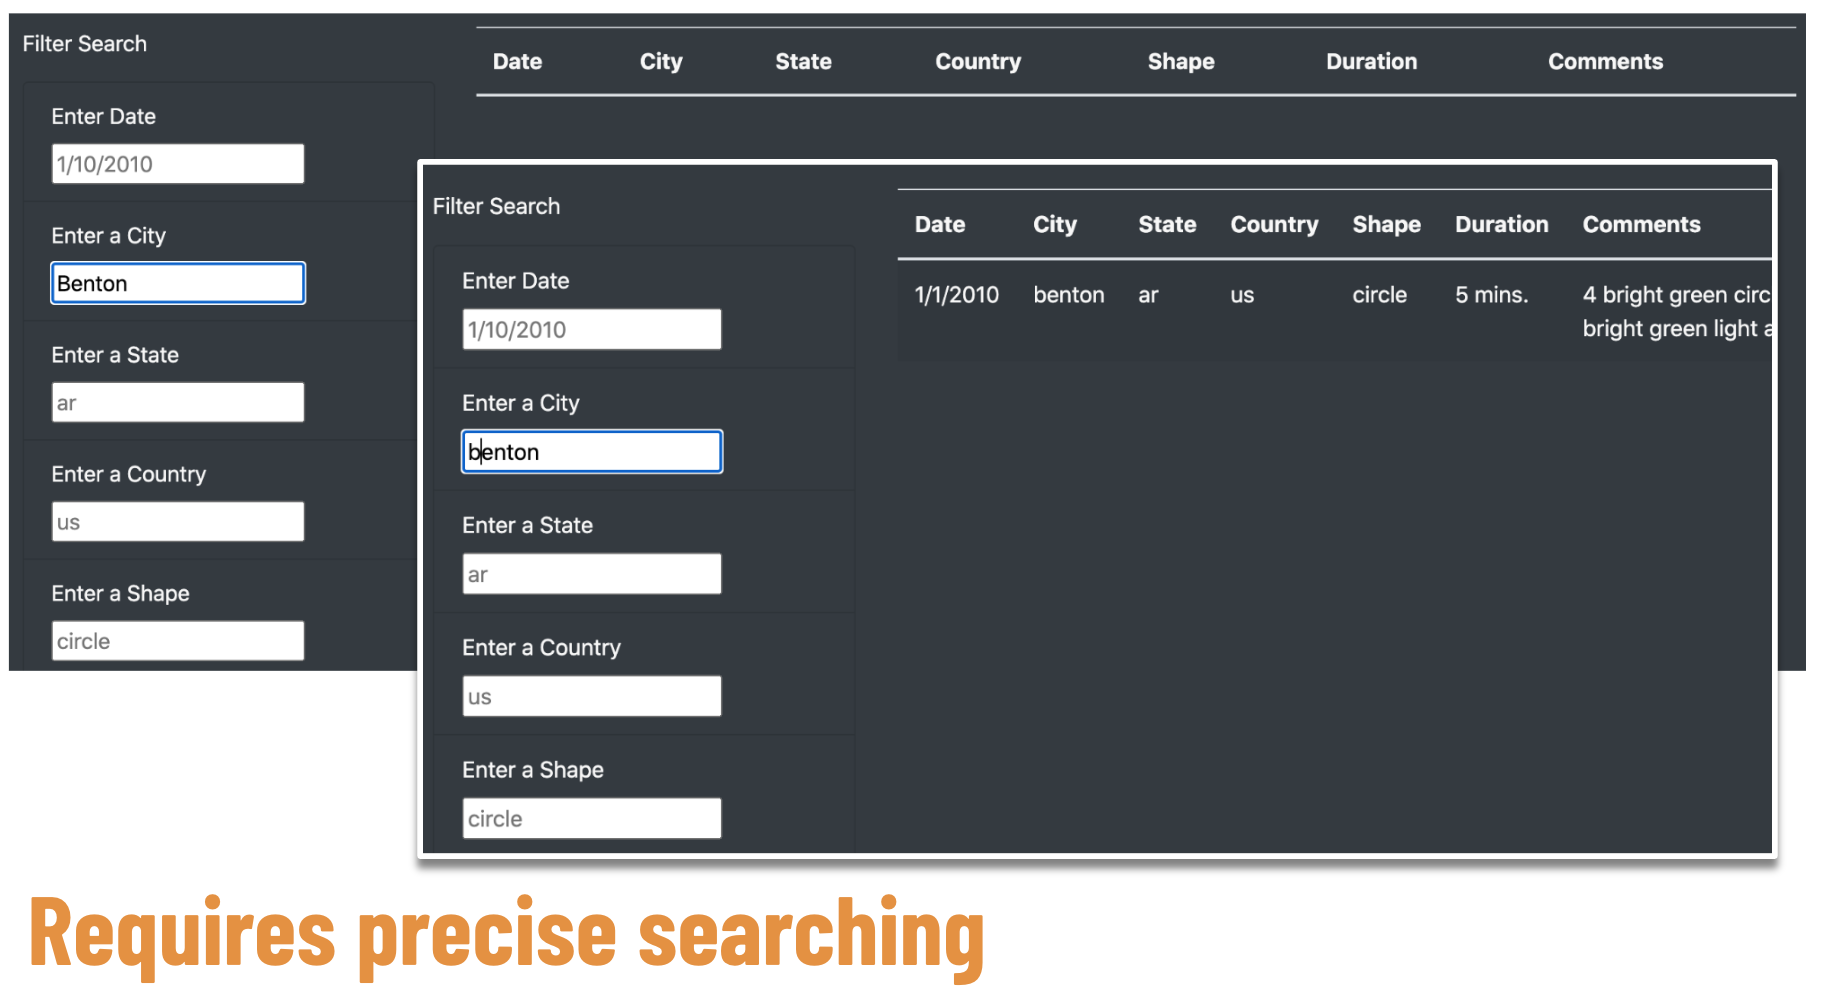 Filter Search
Date City State Country Shape Duration Comments
Enter Date
1/10/2010
Enter a City
Benton
Enter a State
ar
Enter a Country
us
Enter a Shape
circle
Filter Search
Date City State Country Shape Duration Comments
1/1/2010 benton ar us circle 5 mins. 4 bright green circ
bright green light a
Enter Date
1/10/2010
Enter a City
benton
Enter a State
ar
Enter a Country
us
Enter a Shape
circle
Requires precise searching